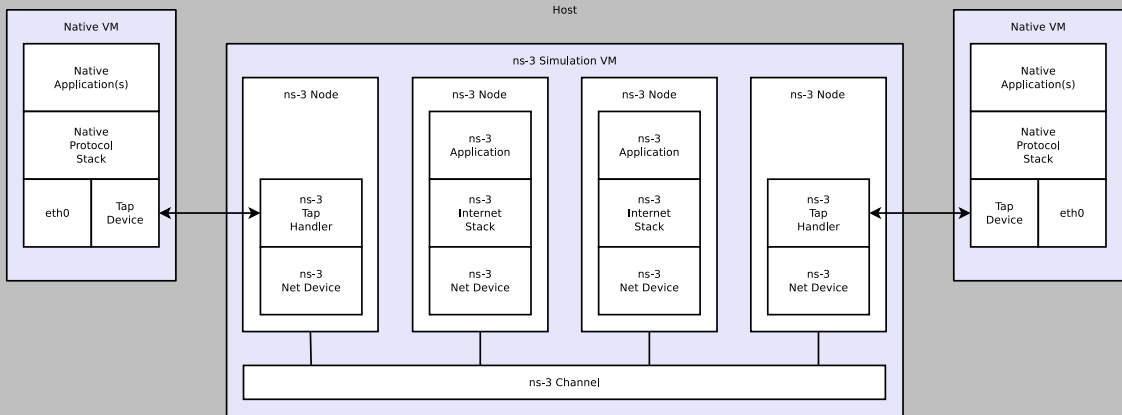 Host
Native VM
Native
Application(s)
Native
Protocol
Stack
eth0
Tap
Device
ns-3 Simulation VM
ns-3 Node
ns-3
Tap
Handler
ns-3
Net Device
ns-3 Node
ns-3
Application
ns-3
Internet
Stack
ns-3
Net Device
ns-3 Node
ns-3
Application
ns-3
Internet
Stack
ns-3
Net Device
ns-3 Node
ns-3
Tap
Handler
ns-3
Net Device
ns-3 Channel
Native VM
Native
Application(s)
Native
Protocol
Stack
Tap
Device
eth0